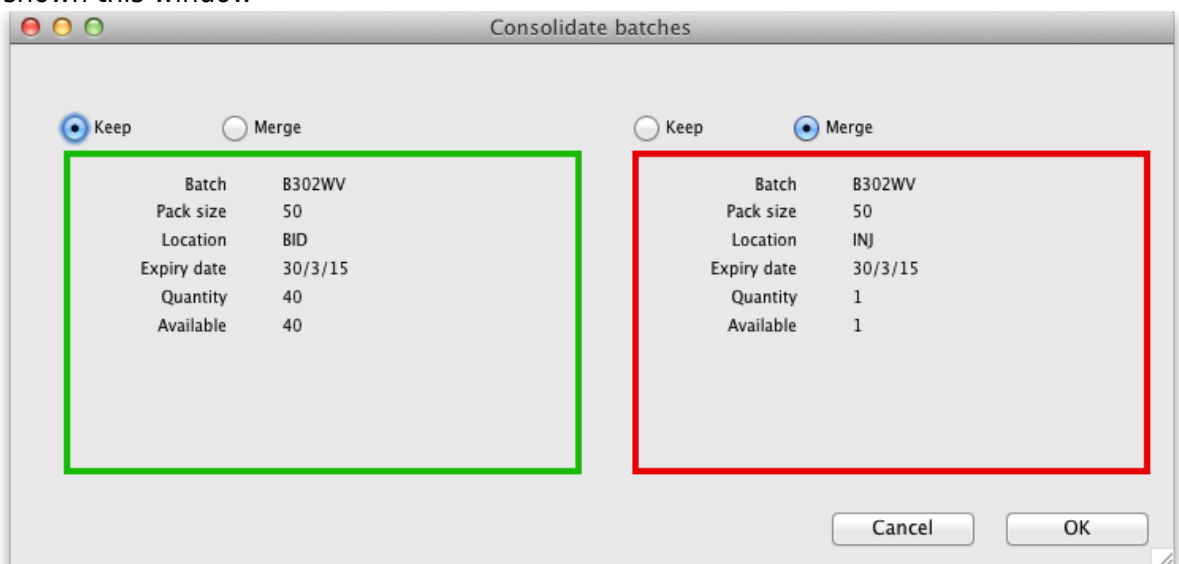 shown this window
Consolidate batches
Keep Merge
Batch B302WV
Pack size 50
Location BID
Expiry date 30/3/15
Quantity 40
Available 40
Keep Merge
Batch B302WV
Pack size 50
Location INJ
Expiry date 30/3/15
Quantity 1
Available 1
Cancel OK